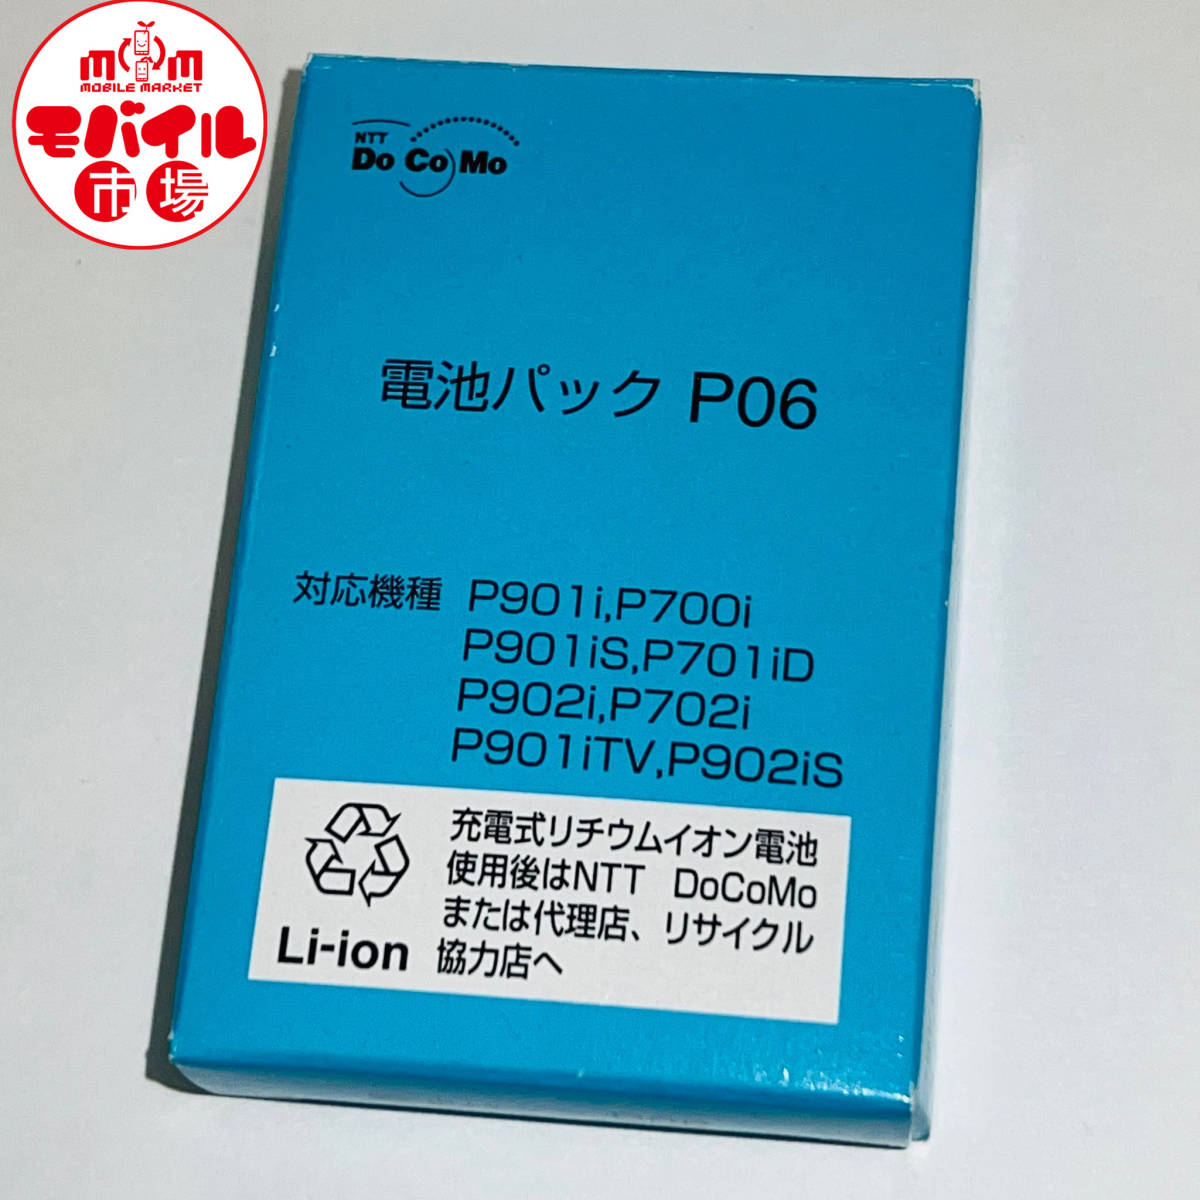 MM
MOBILE MARKET
モバイル
市場
NTT
DoCoMo
電池パック P06
対応機種 P901i,P700i
P901iS,P701iD
P902i,P702i
P901iTV,P902iS
充電式リチウムイオン電池
使用後はNTT DoCoMo
または代理店、リサイクル
協力店へ
Li-ion